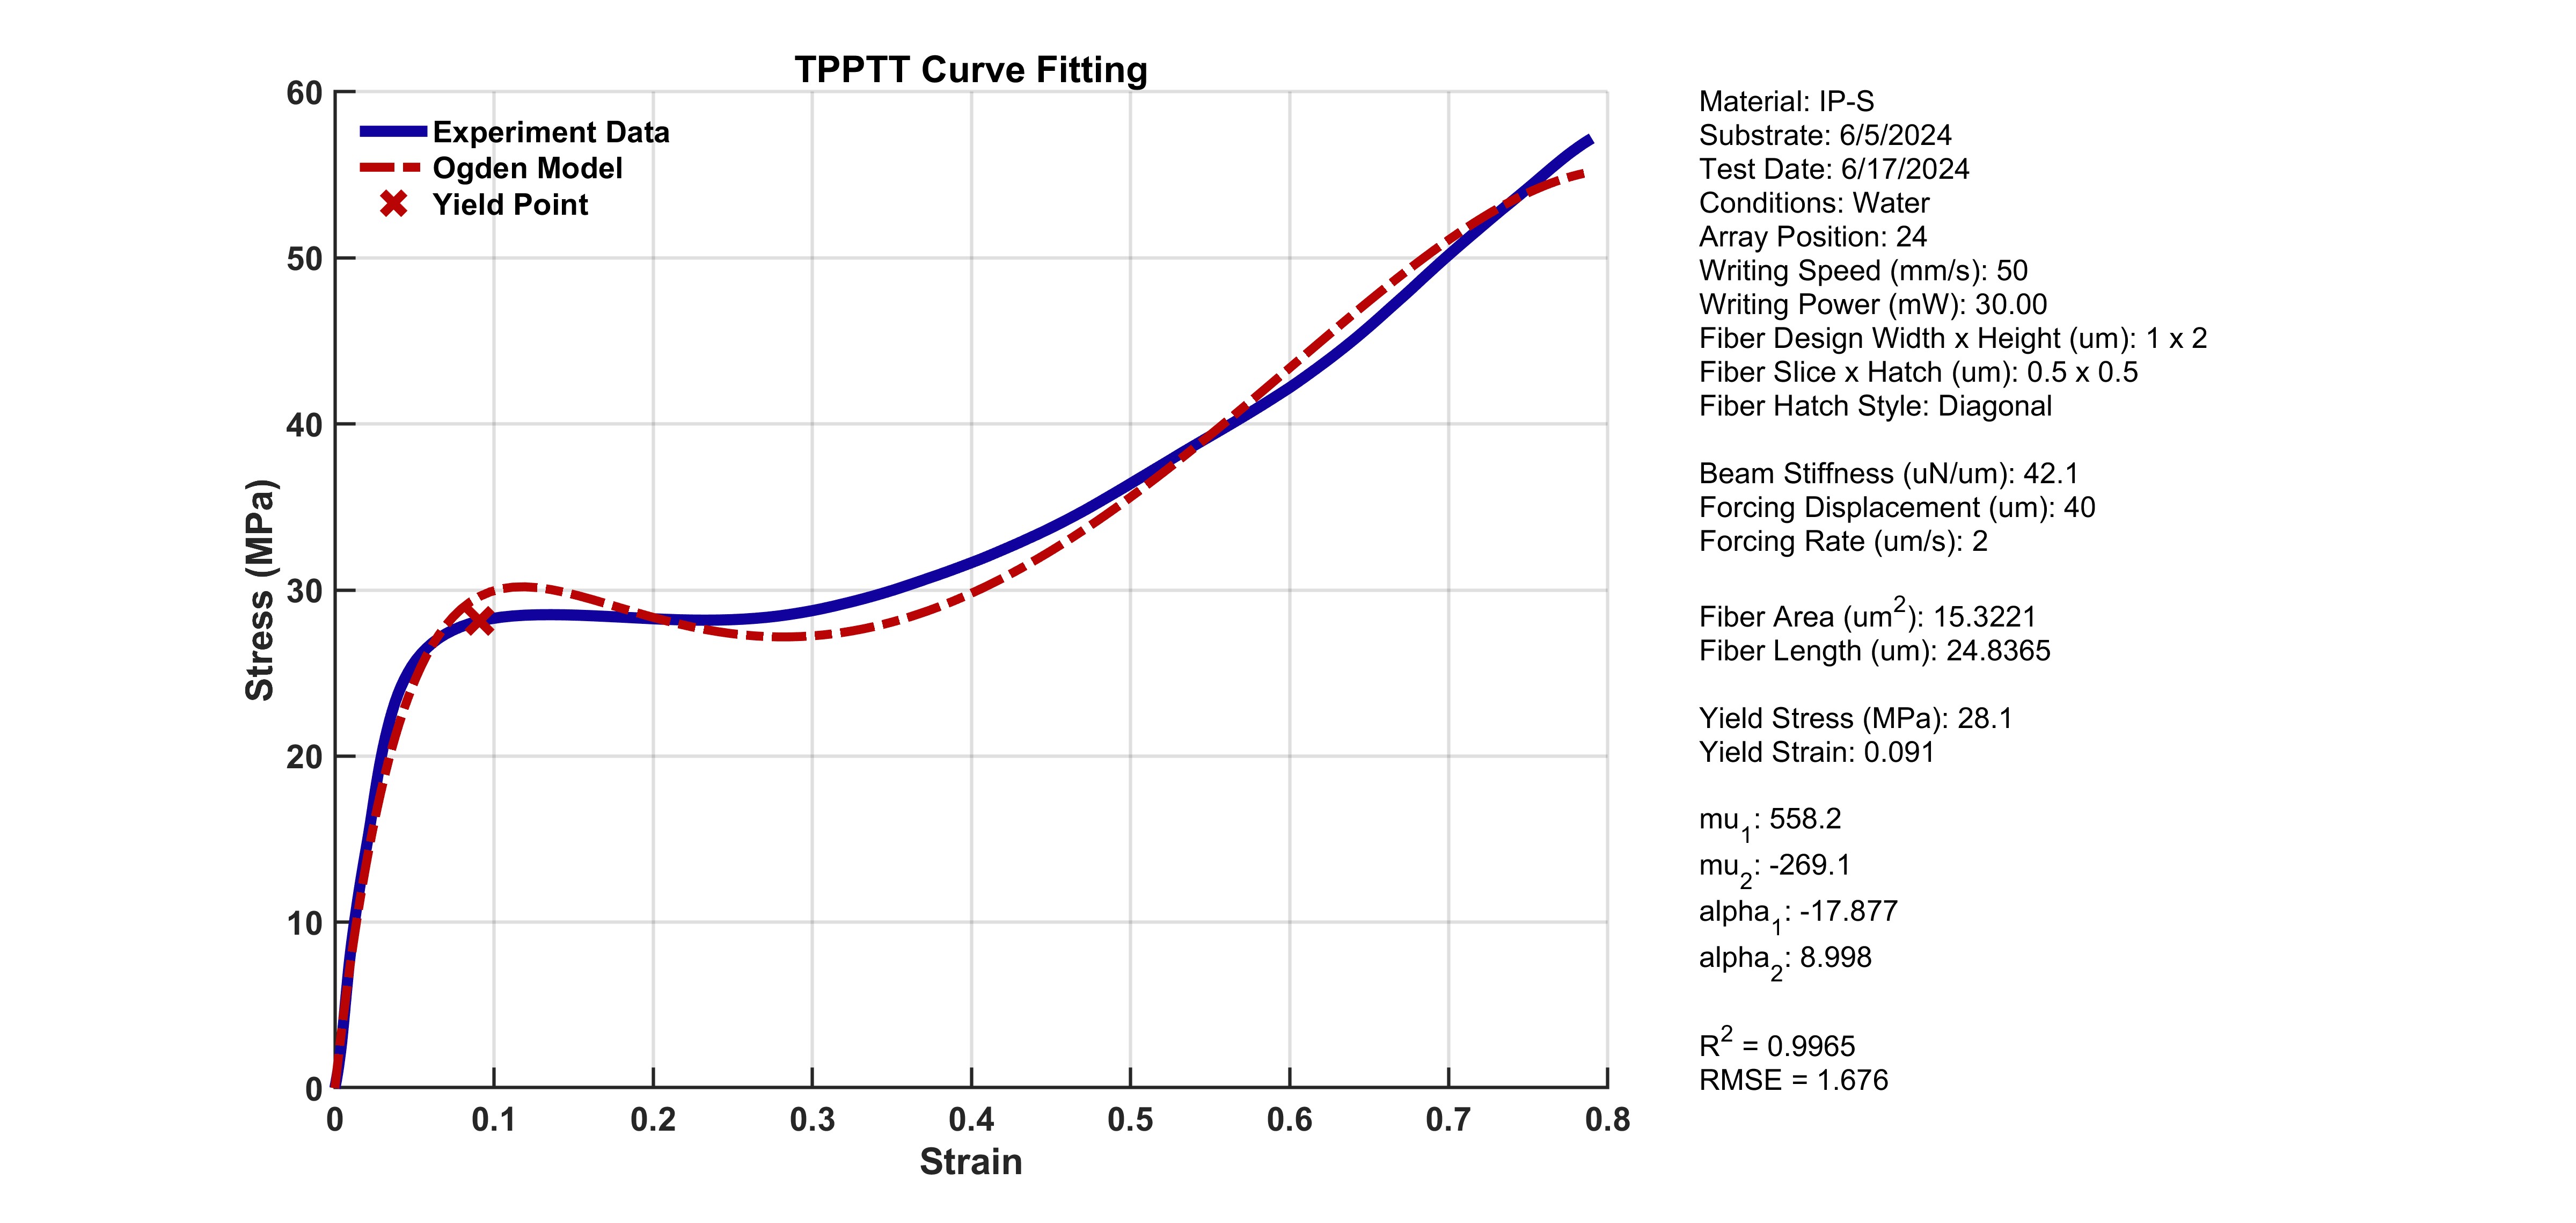 TPPTT Curve Fitting
60
50
40
30
20
10
0
Stress (MPa)
Experiment Data
Ogden Model
Yield Point
0 0.1 0.2 0.3 0.4 0.5 0.6 0.7 0.8
Strain
Material: IP-S
Substrate: 6/5/2024
Test Date: 6/17/2024
Conditions: Water
Array Position: 24
Writing Speed (mm/s): 50
Writing Power (mW): 30.00
Fiber Design Width x Height (um): 1 x 2
Fiber Slice x Hatch (um): 0.5 x 0.5
Fiber Hatch Style: Diagonal
Beam Stiffness (uN/um): 42.1
Forcing Displacement (um): 40
Forcing Rate (um/s): 2
Fiber Area (um²): 15.3221
Fiber Length (um): 24.8365
Yield Stress (MPa): 28.1
Yield Strain: 0.091
mu₁: 558.2
mu₂: -269.1
alpha₁: -17.877
alpha₂: 8.998
R² = 0.9965
RMSE = 1.676